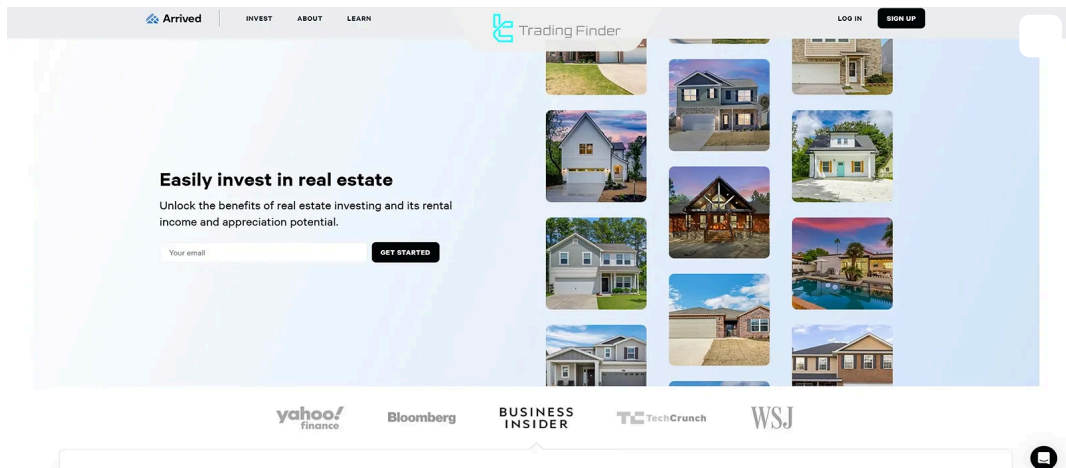 Arrived
INVEST
ABOUT
LEARN
Trading Finder
LOG IN
SIGN UP
Easily invest in real estate
Unlock the benefits of real estate investing and its rental
income and appreciation potential.
Your email
GET STARTED
yahoo!
finance
Bloomberg
BUSINESS
INSIDER
TC TechCrunch
WSJ